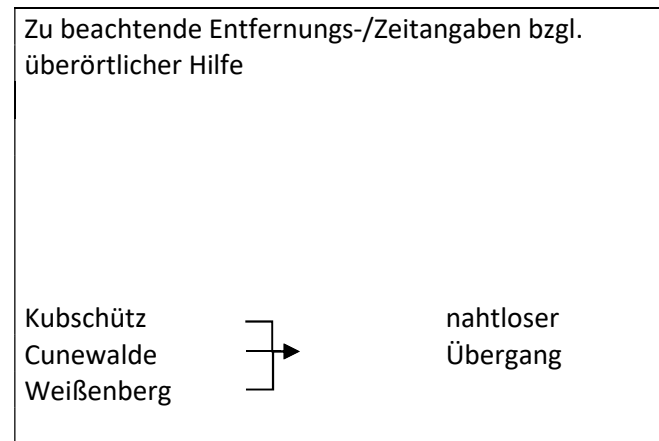 Zu beachtende Entfernungs-/Zeitangaben bzgl.
überörtlicher Hilfe
Kubschütz nahtloser
Cunewalde Übergang
Weißenberg